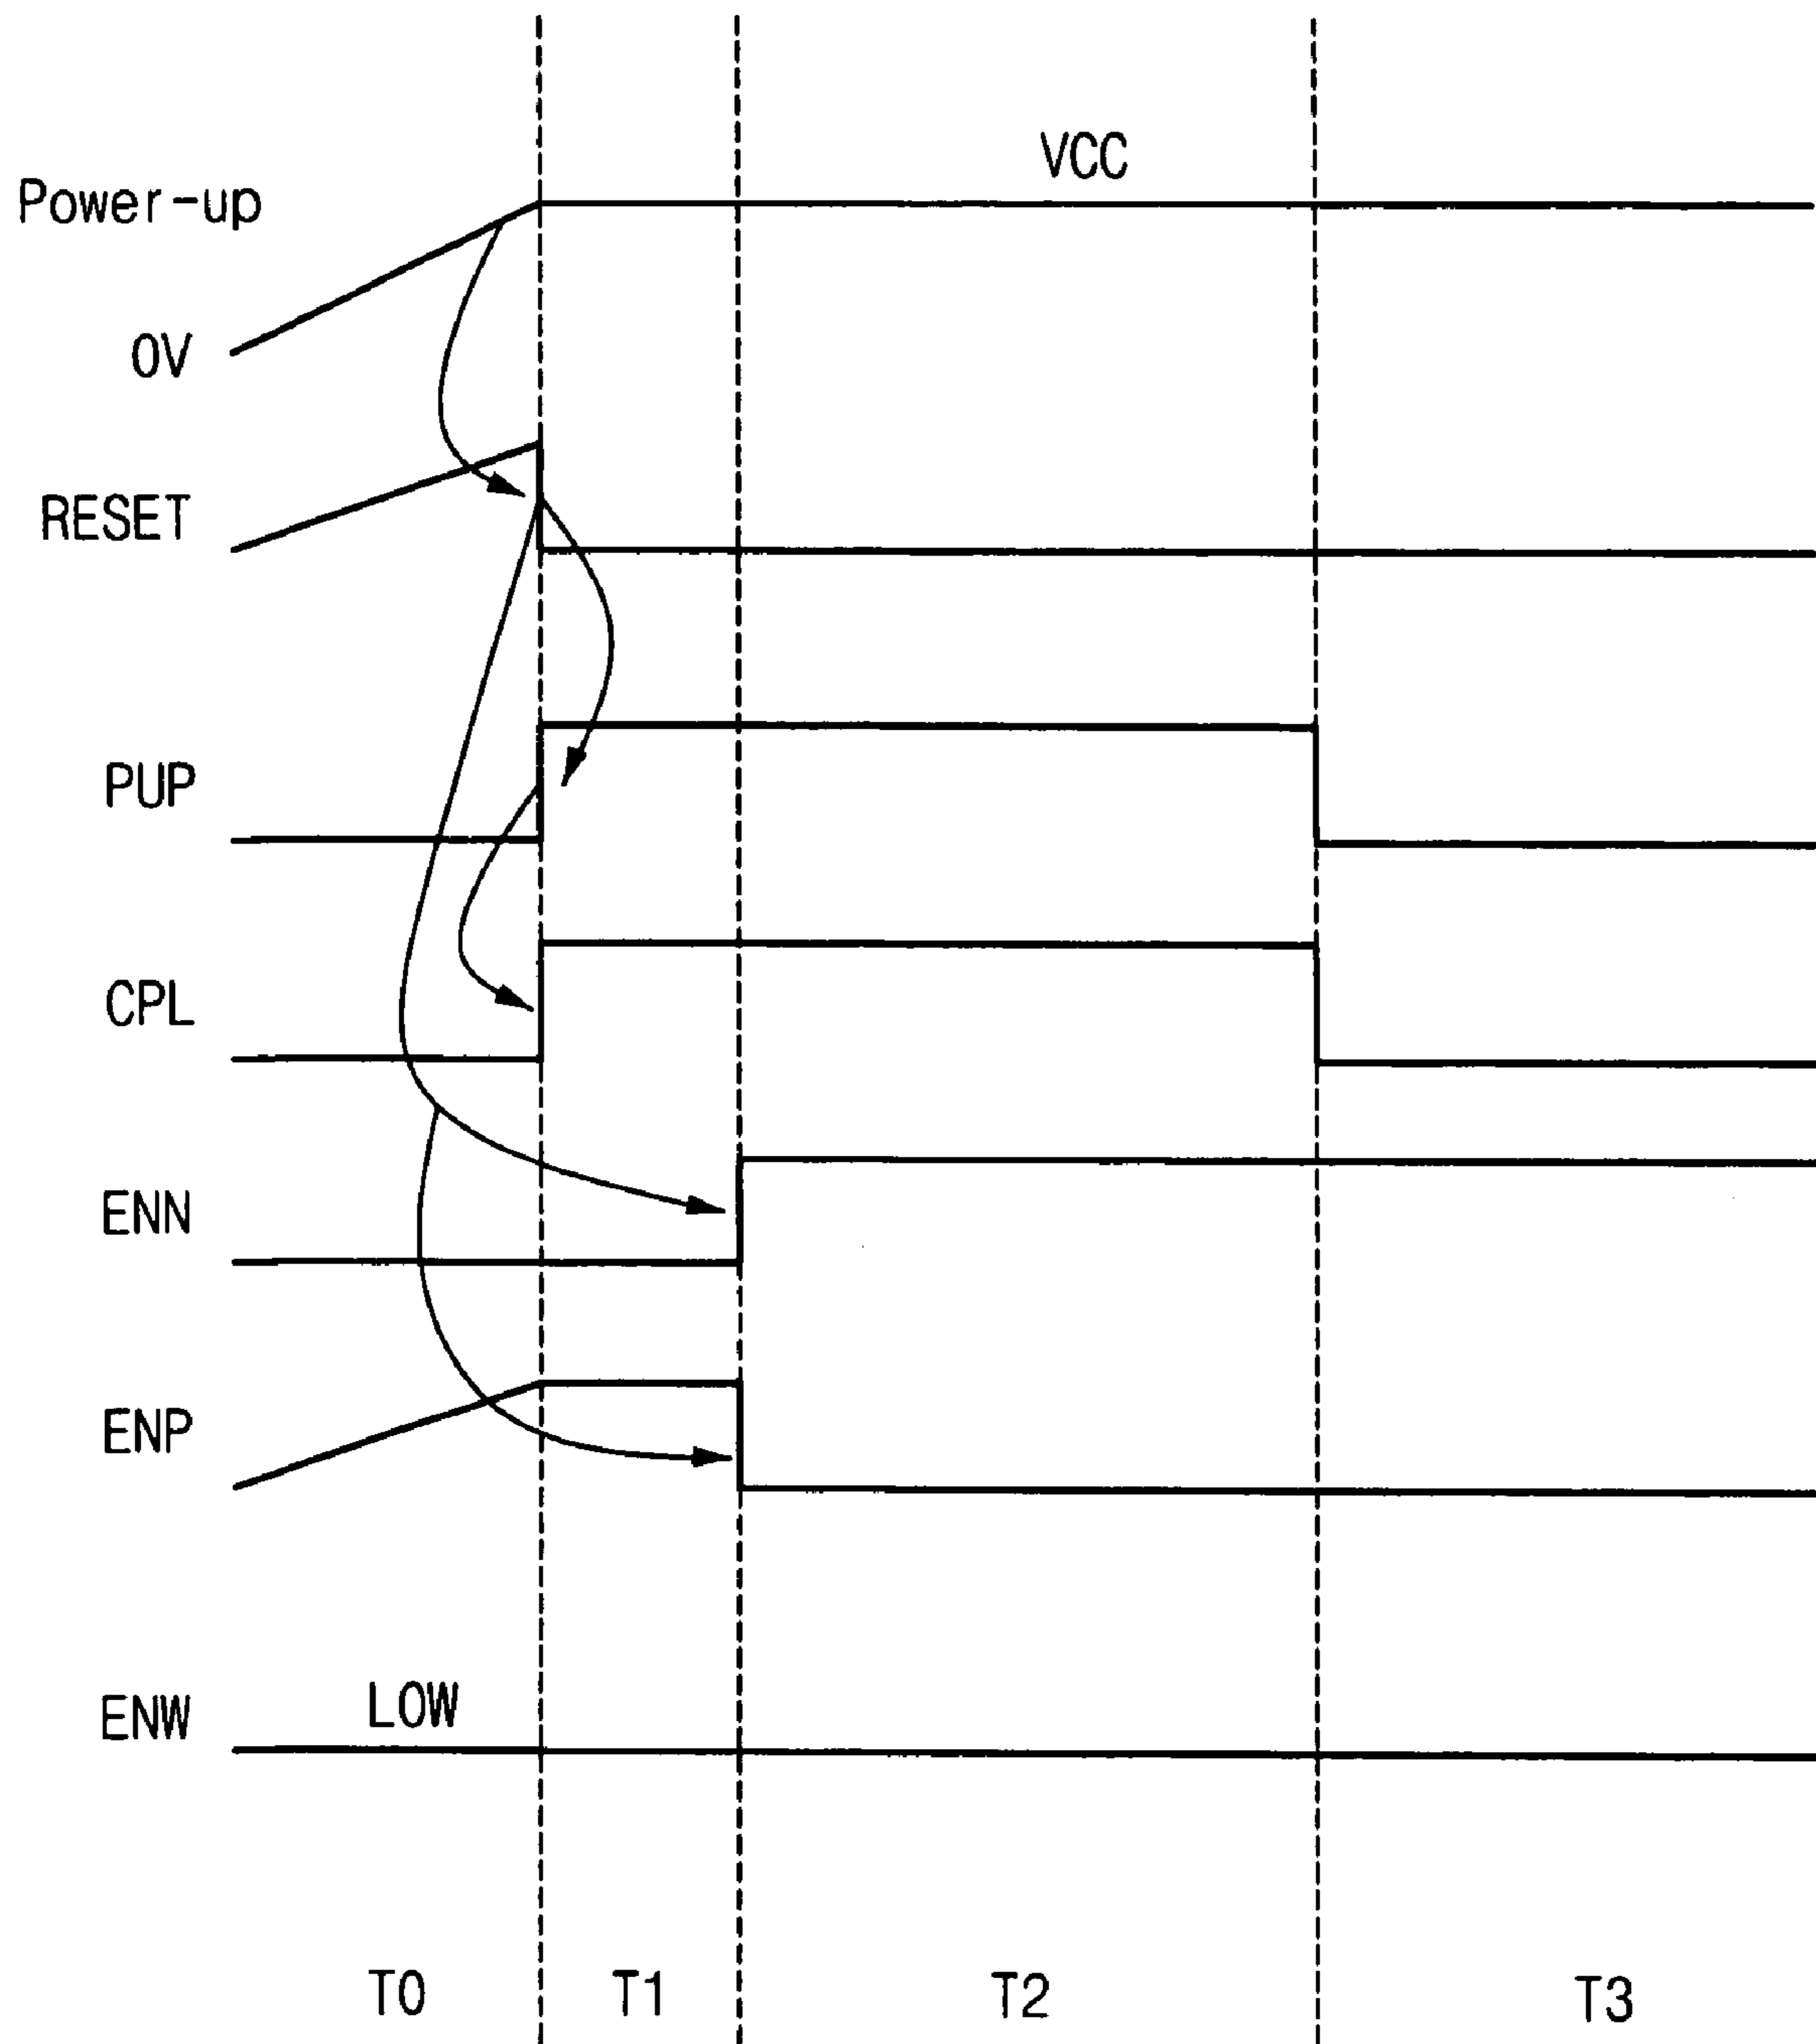 VCC
Power-up
0V
RESET
PUP
CPL
ENN
ENP
LOW
ENW
T0 T1 T2 T3